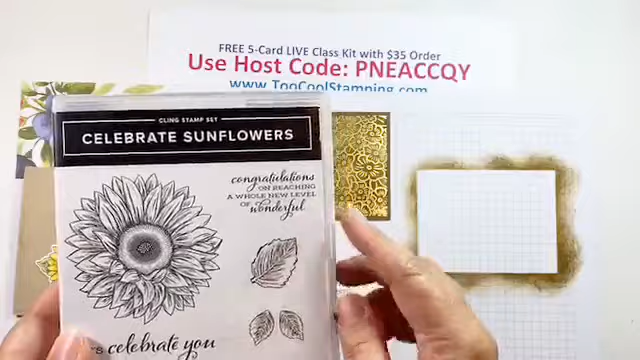 FREE 5-Card LIVE Class Kit with $35 Order
Use Host Code: PNEACCQY
www.TooCoolStamping.com
CLING STAMP SET
CELEBRATE SUNFLOWERS
congratulations
ON REACHING
A WHOLE NEW LEVEL
OF wonderful
celebrate you